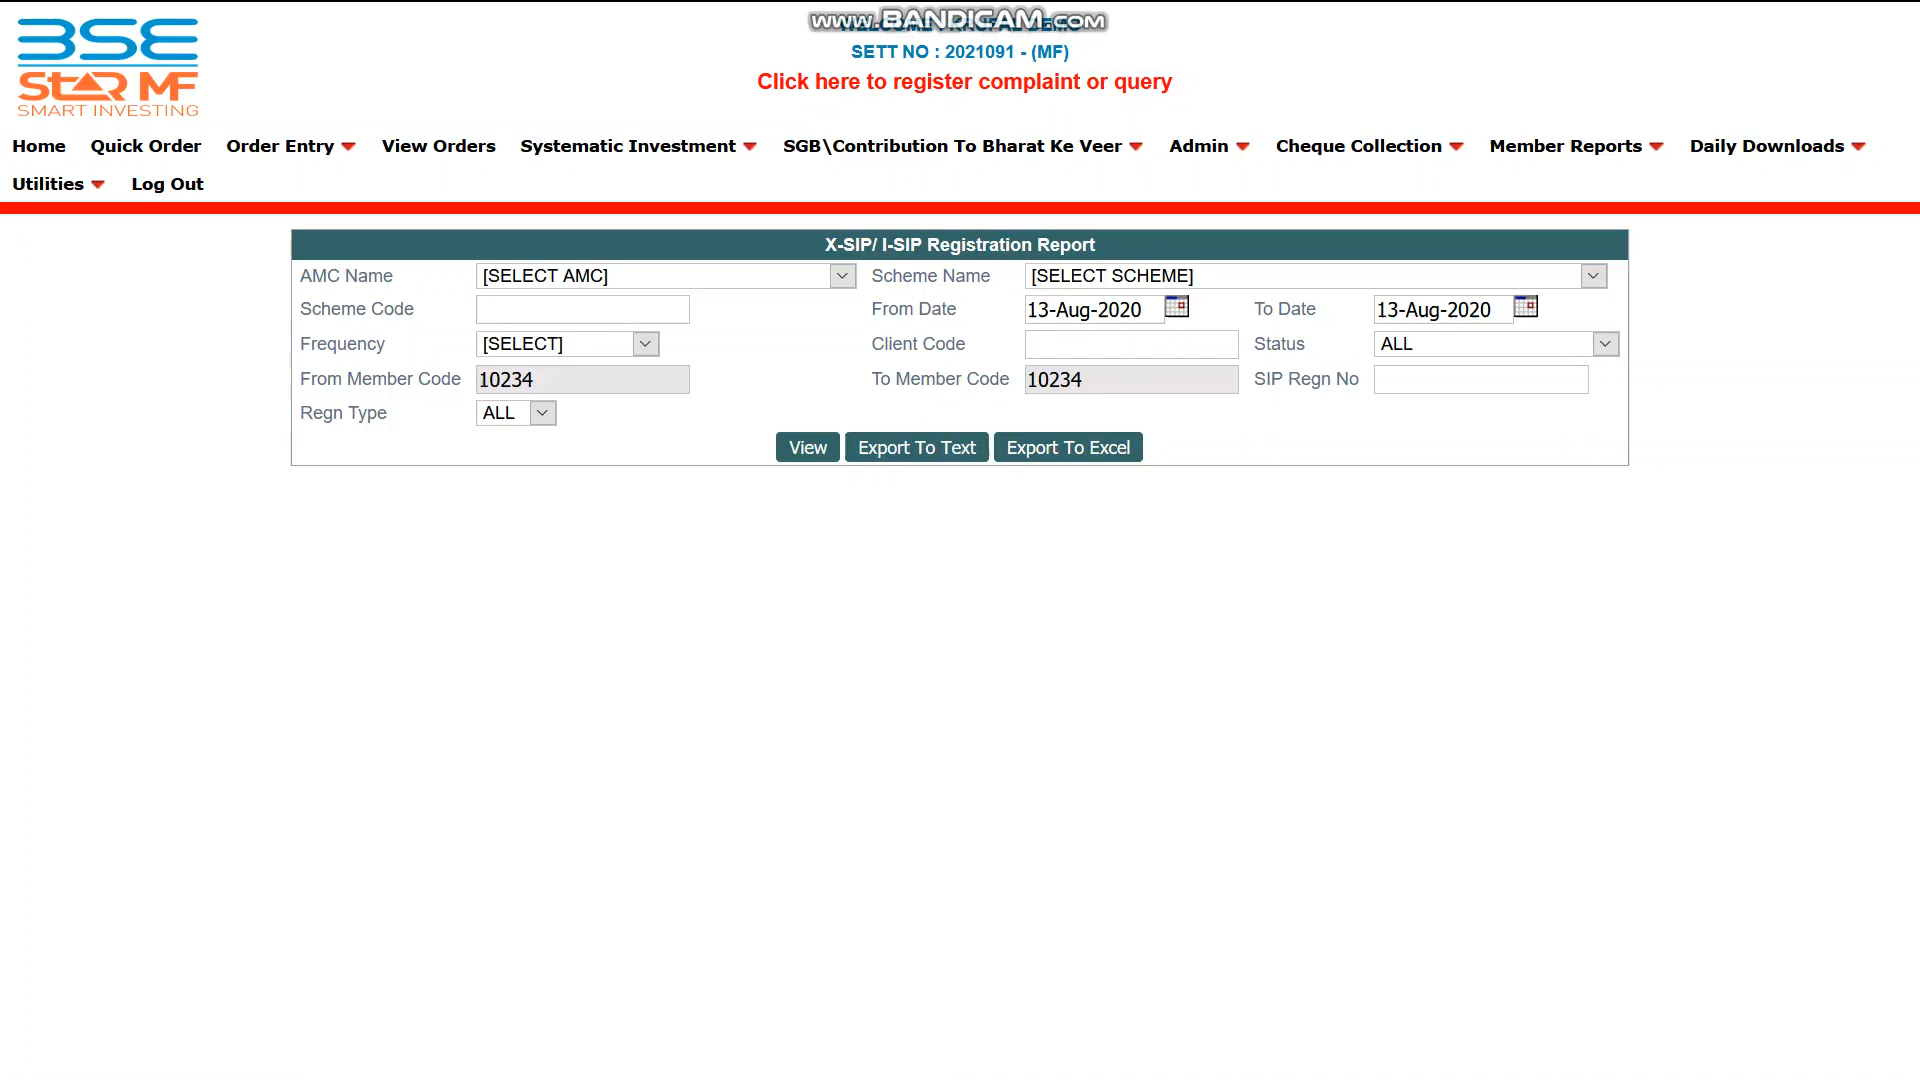 BSE
StAR MF
SMART INVESTING
www.BANDICAM.com
SETT NO : 2021091 - (MF)
Click here to register complaint or query
Home Quick Order Order Entry View Orders Systematic Investment SGB\Contribution To Bharat Ke Veer Admin Cheque Collection Member Reports Daily Downloads
Utilities Log Out
X-SIP/ I-SIP Registration Report
AMC Name [SELECT AMC] Scheme Name [SELECT SCHEME]
Scheme Code From Date 13-Aug-2020 To Date 13-Aug-2020
Frequency [SELECT] Client Code Status ALL
From Member Code 10234 To Member Code 10234 SIP Regn No
Regn Type ALL
View Export To Text Export To Excel